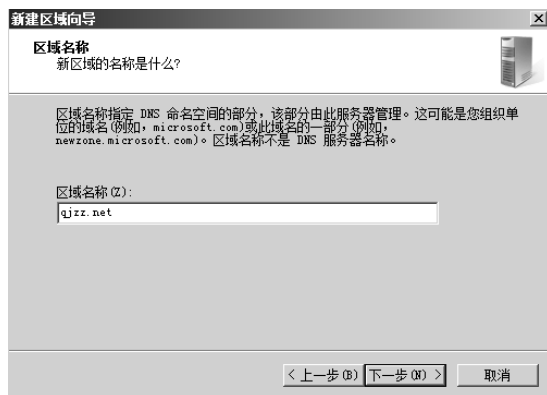 新建区域向导
区域名称
新区域的名称是什么?
区域名称指定 DNS 命名空间的部分，该部分由此服务器管理。这可能是您组织单
位的域名(例如，microsoft.com)或此域名的一部分(例如，
newzone.microsoft.com)。区域名称不是 DNS 服务器名称。
区域名称(Z):
qjzz.net
< 上一步(B) 下一步(N) > 取消